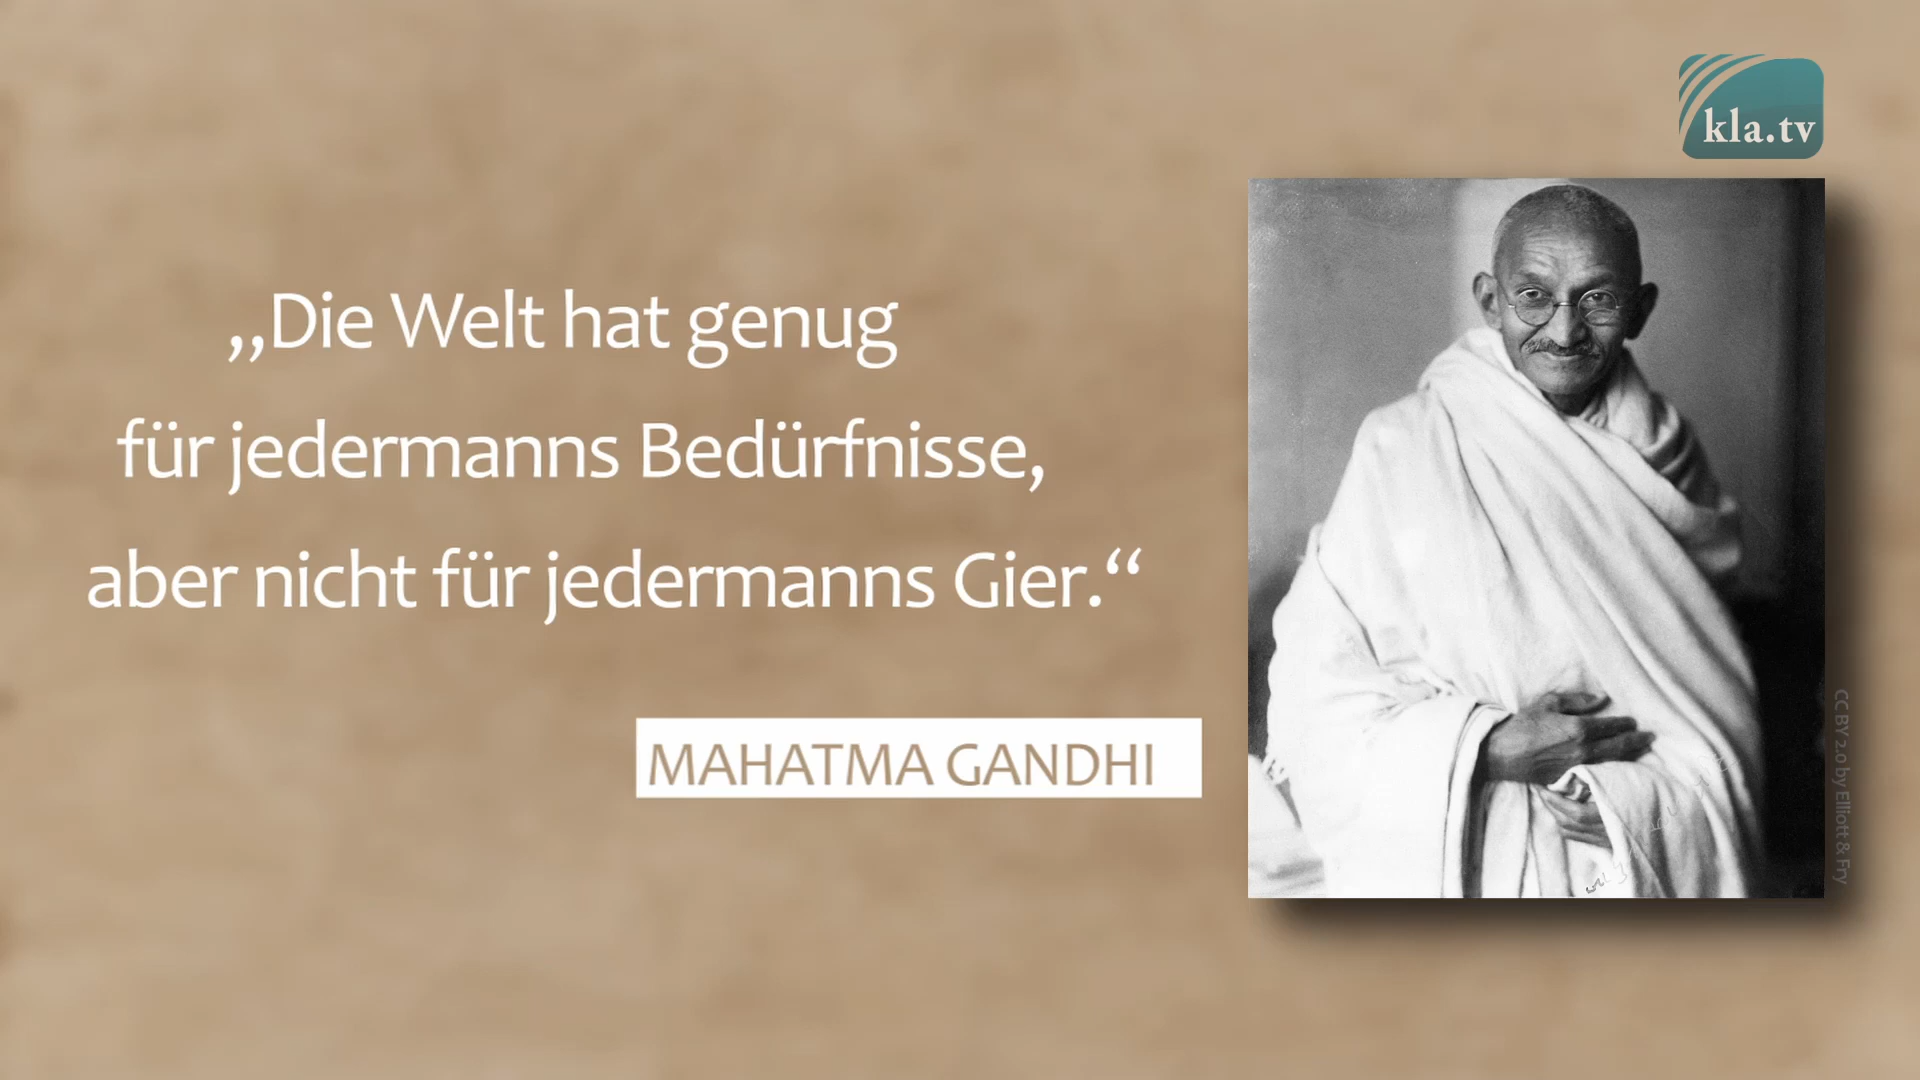 kla.tv
„Die Welt hat genug
für jedermanns Bedürfnisse,
aber nicht für jedermanns Gier.“
MAHATMA GANDHI
CC BY 2.0 by Elliott & Fry